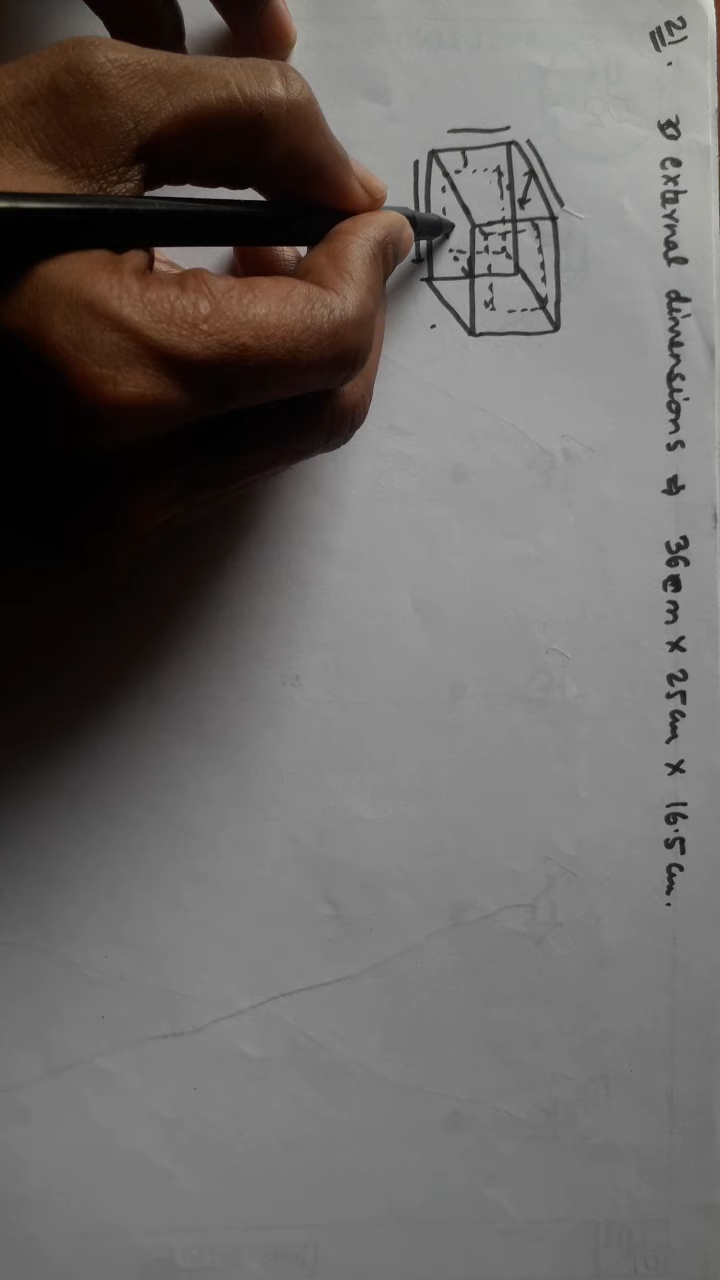 21. ⇒ external dimensions ⇒ 36cm × 25cm × 16.5cm.